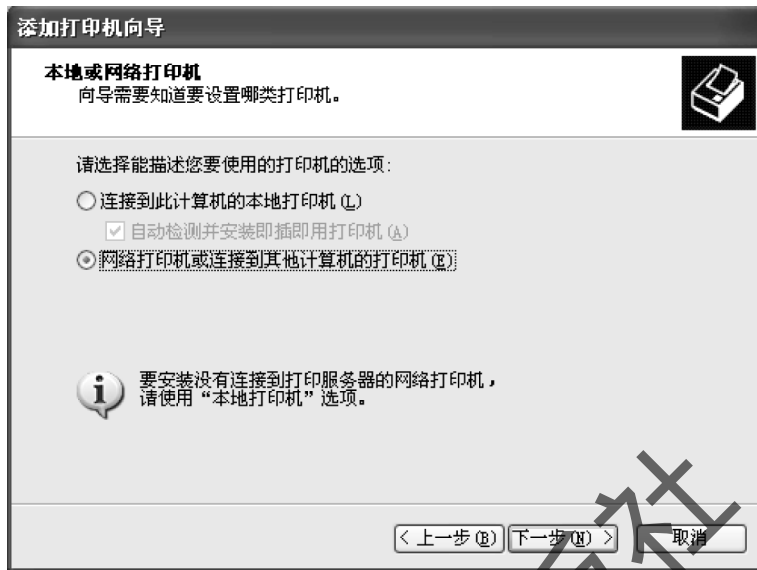 添加打印机向导
本地或网络打印机
向导需要知道要设置哪类打印机。
请选择能描述您要使用的打印机的选项:
连接到此计算机的本地打印机(L)
自动检测并安装即插即用打印机(A)
网络打印机或连接到其他计算机的打印机(E)
要安装没有连接到打印服务器的网络打印机，
请使用“本地打印机”选项。
< 上一步(B) 下一步(N) > 取消
社